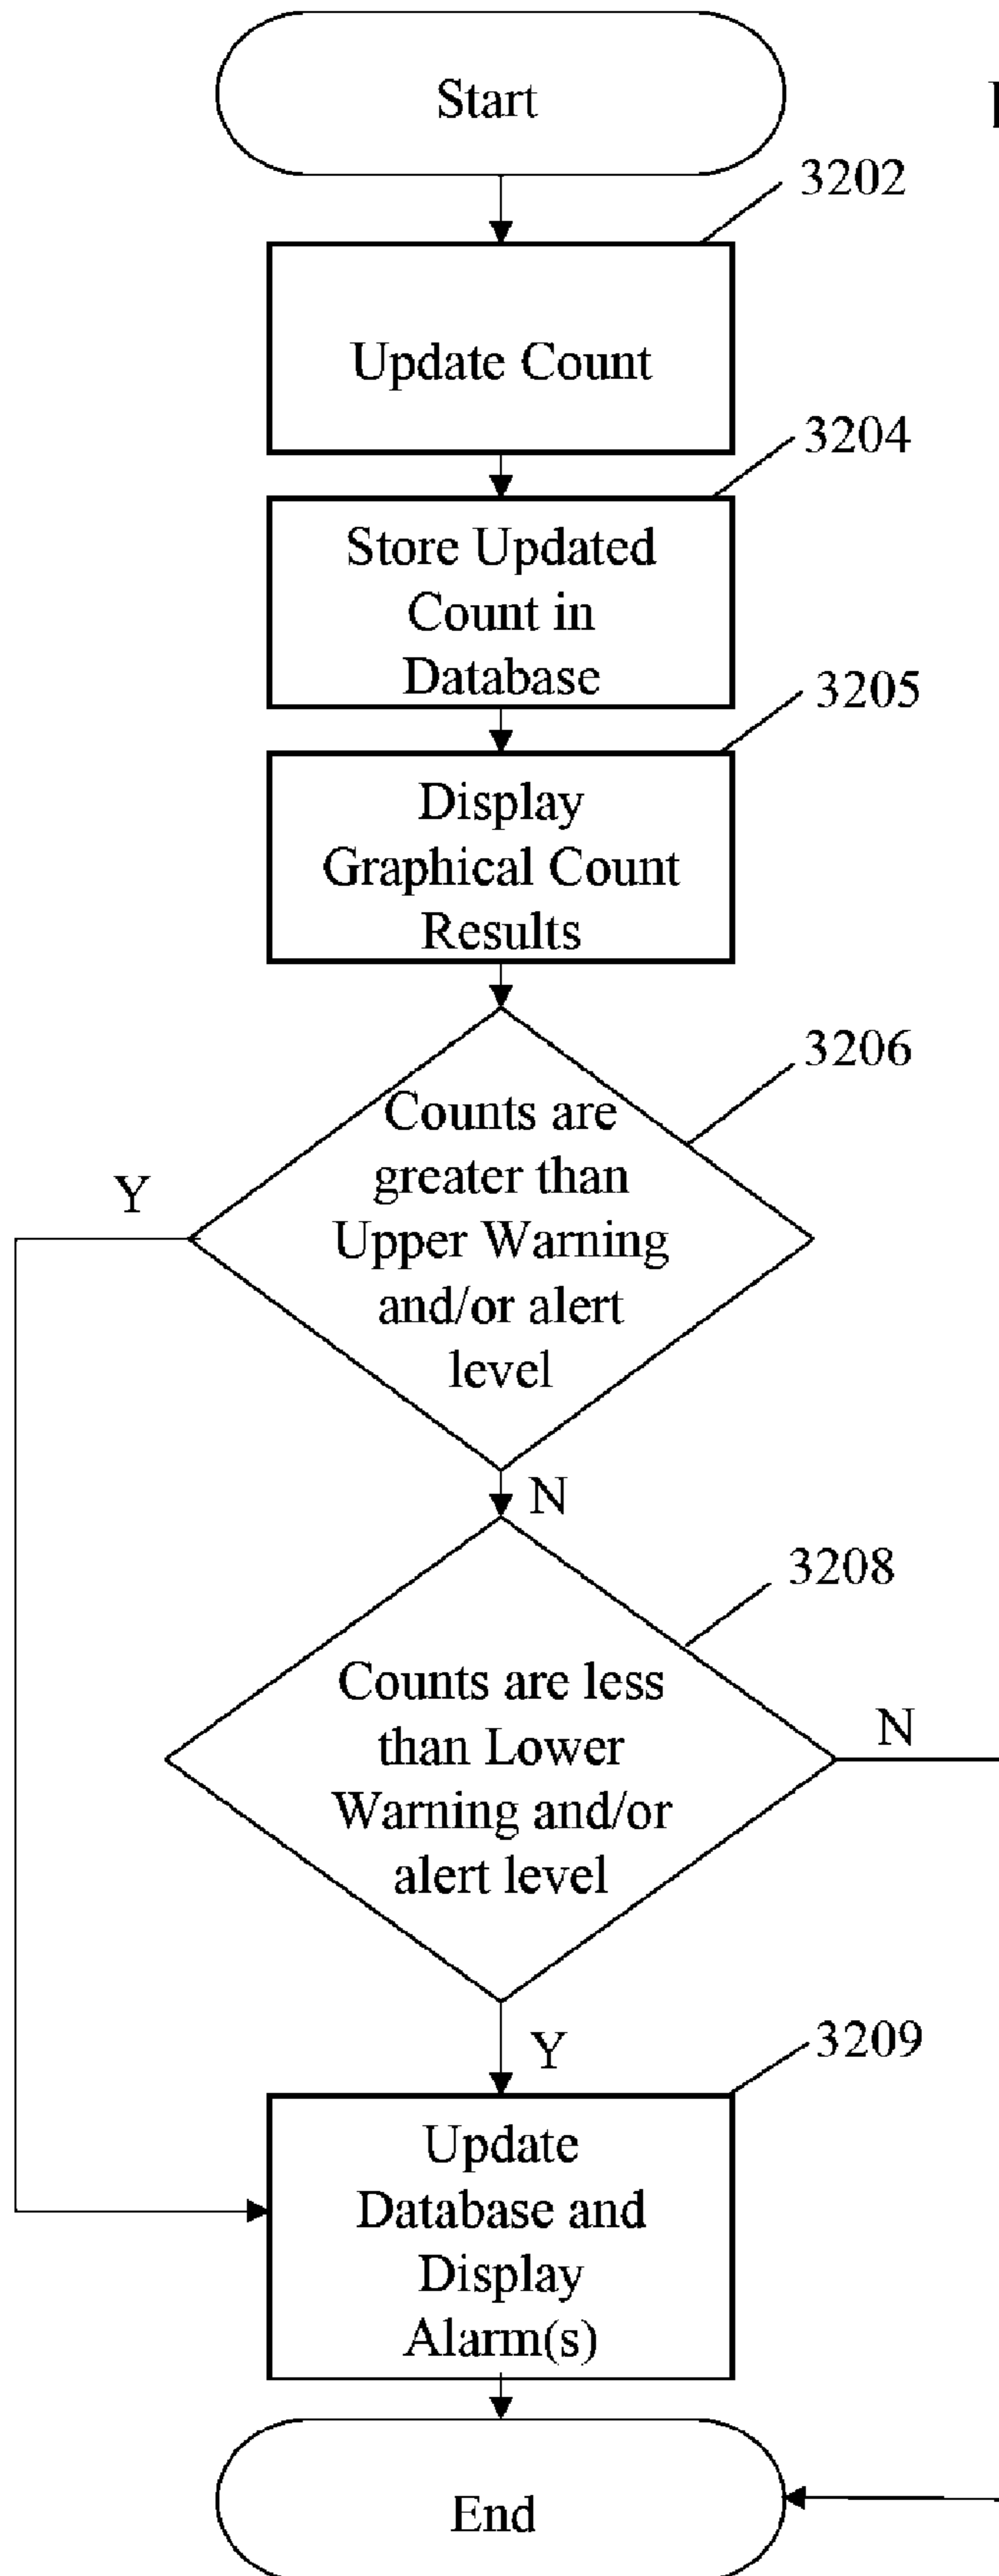 Start
3202
Update Count
3204
Store Updated
Count in
Database
3205
Display
Graphical Count
Results
3206
Counts are
greater than
Upper Warning
and/or alert
level
Y
N
3208
Counts are less
than Lower
Warning and/or
alert level
N
Y
3209
Update
Database and
Display
Alarm(s)
End